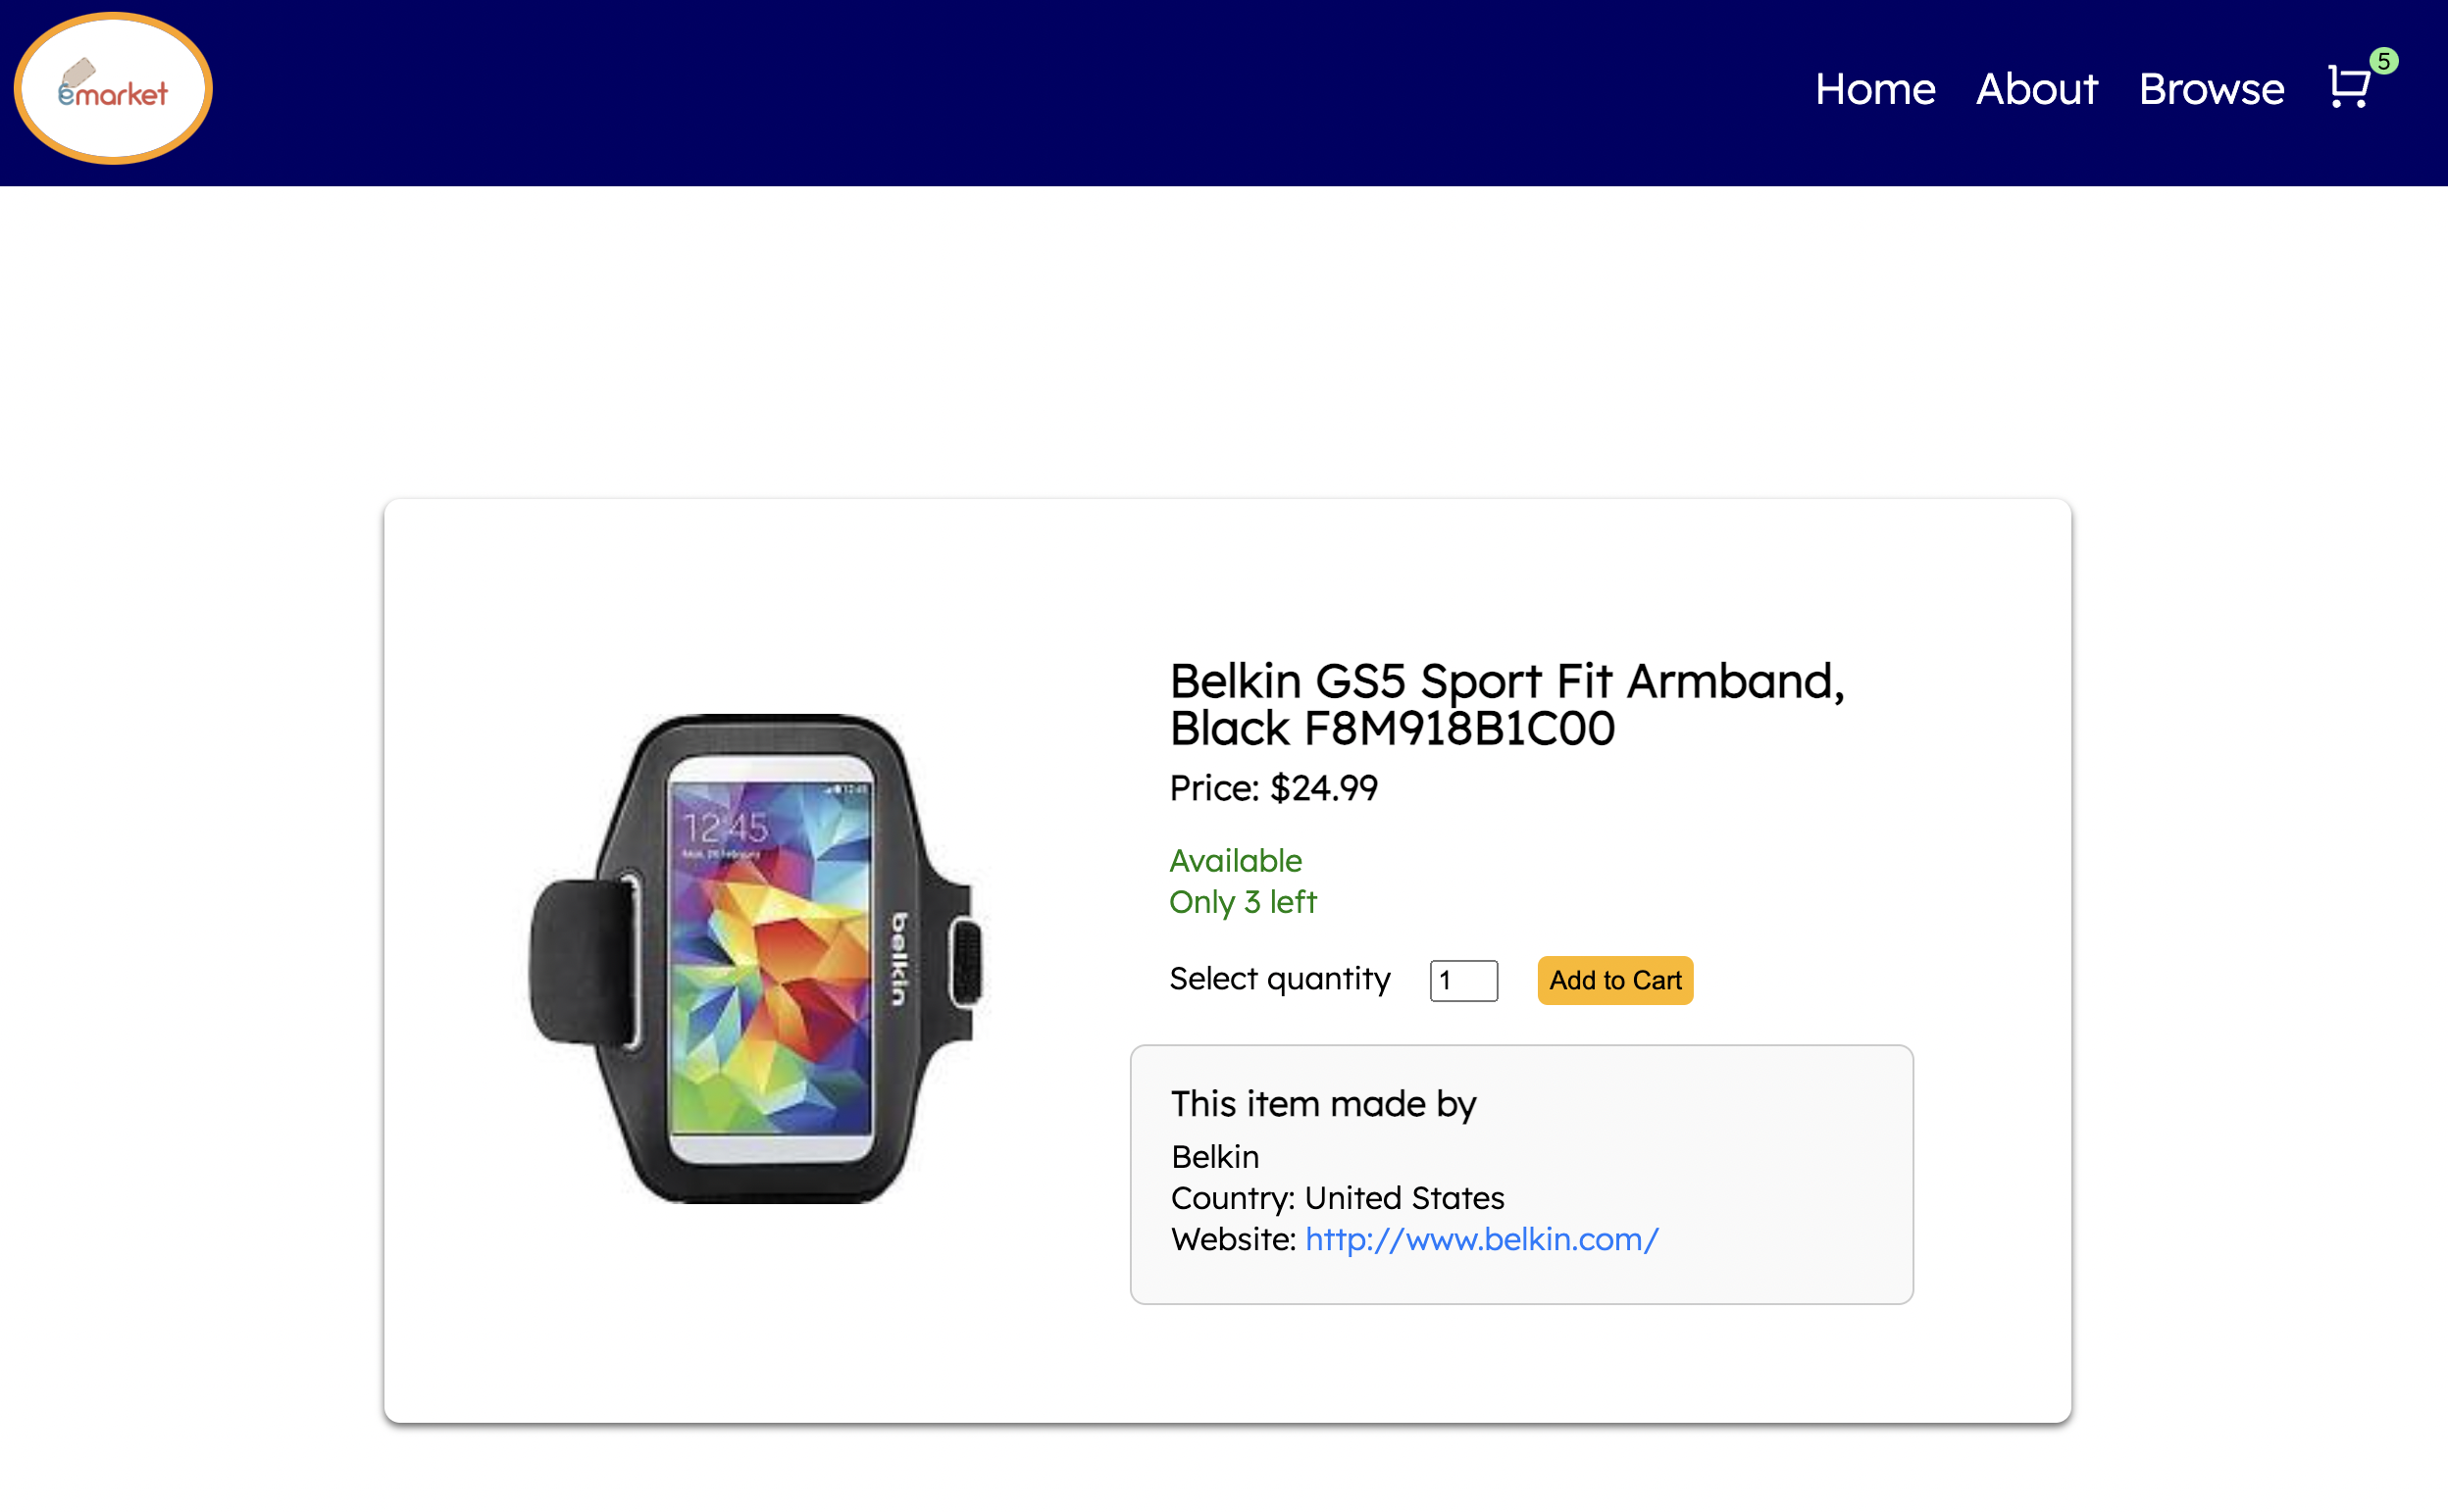 emarket
Home About Browse 5
Belkin GS5 Sport Fit Armband,
Black F8M918B1C00
Price: $24.99
Available
Only 3 left
Select quantity 1 Add to Cart
12:45
belkin
This item made by
Belkin
Country: United States
Website: http://www.belkin.com/